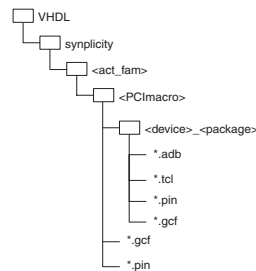 VHDL
synplicity
<act_fam>
<PCImacro>
<device>_<package>
*.adb
*.tcl
*.pin
*.gcf
*.gcf
*.pin